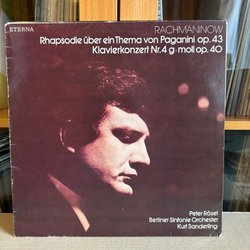 ETERNA
RACHMANINOW
Rhapsodie über ein Thema von Paganini op. 43
Klavierkonzert Nr. 4 g-moll op. 40
Peter Rösel
Berliner Sinfonie-Orchester
Kurt Sanderling